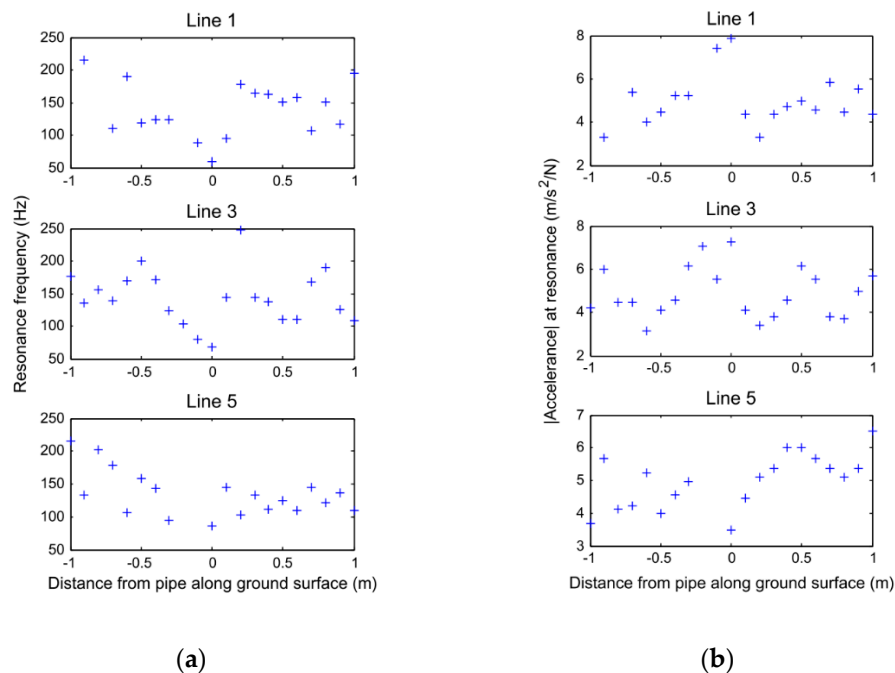 Line 1
250
200
150
100
50
-1 -0.5 0 0.5 1
Line 3
250
200
150
100
50
-1 -0.5 0 0.5 1
Line 5
250
200
150
100
50
-1 -0.5 0 0.5 1
Resonance frequency (Hz)
Distance from pipe along ground surface (m)
(a)
Line 1
8
6
4
2
-1 -0.5 0 0.5 1
Line 3
8
6
4
2
-1 -0.5 0 0.5 1
Line 5
7
6
5
4
3
-1 -0.5 0 0.5 1
|Accelerance| at resonance (m/s²/N)
Distance from pipe along ground surface (m)
(b)